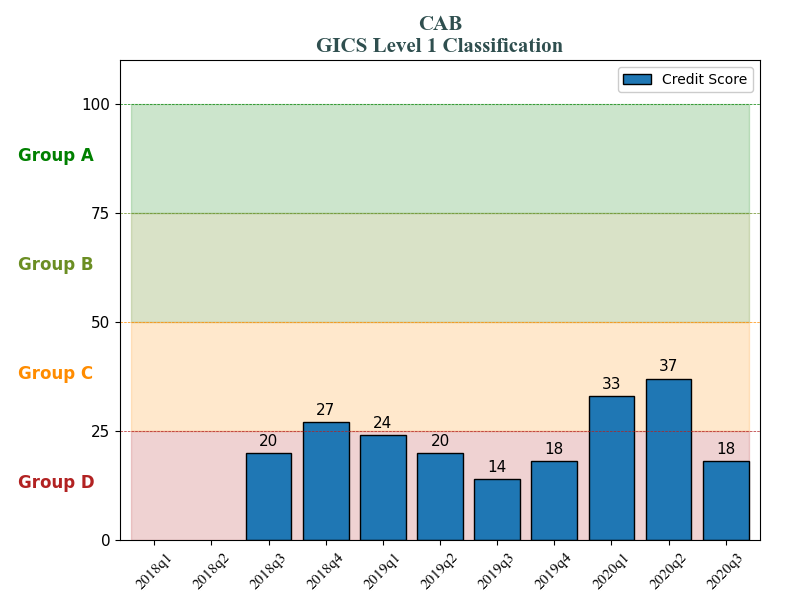 CAB
GICS Level 1 Classification
Credit Score
100
Group A
75
Group B
50
Group C
25
Group D
0
20
27
24
20
14
18
33
37
18
2018q1
2018q2
2018q3
2018q4
2019q1
2019q2
2019q3
2019q4
2020q1
2020q2
2020q3